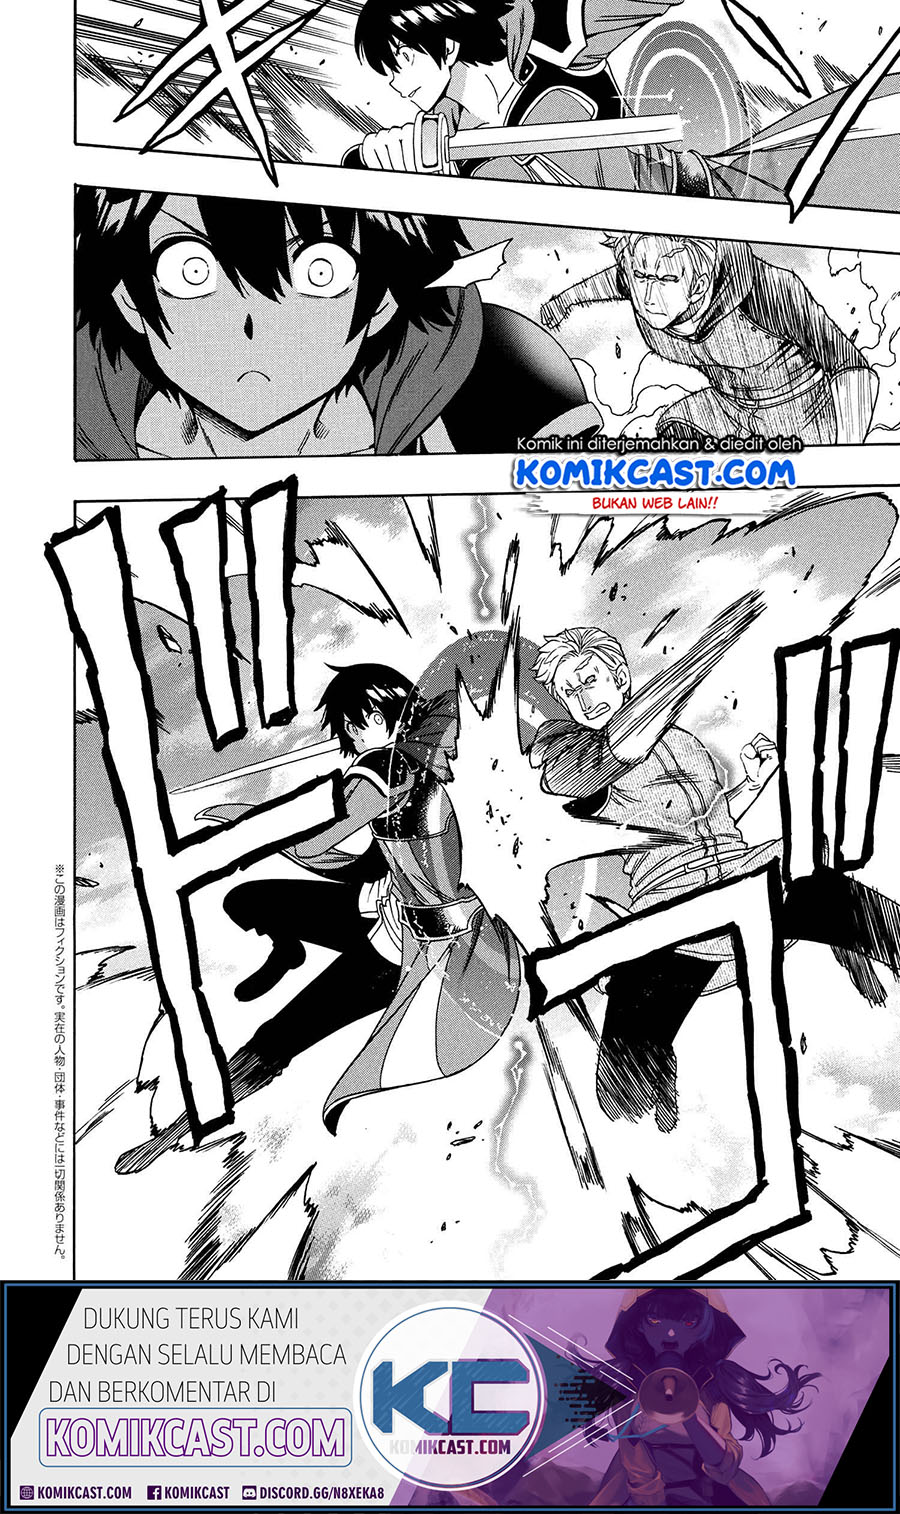 Komik ini diterjemahkan & diedit oleh
KOMIKCAST.COM
BUKAN WEB LAIN!!
ドゴ
※この漫画はフィクションです。実在の人物・団体・事件などには一切関係ありません。
DUKUNG TERUS KAMI
DENGAN SELALU MEMBACA
DAN BERKOMENTAR DI
KOMIKCAST.COM
KC
KOMIKCAST.COM
KOMIKCAST.COM KOMIKCAST DISCORD.GG/N8XEKA8